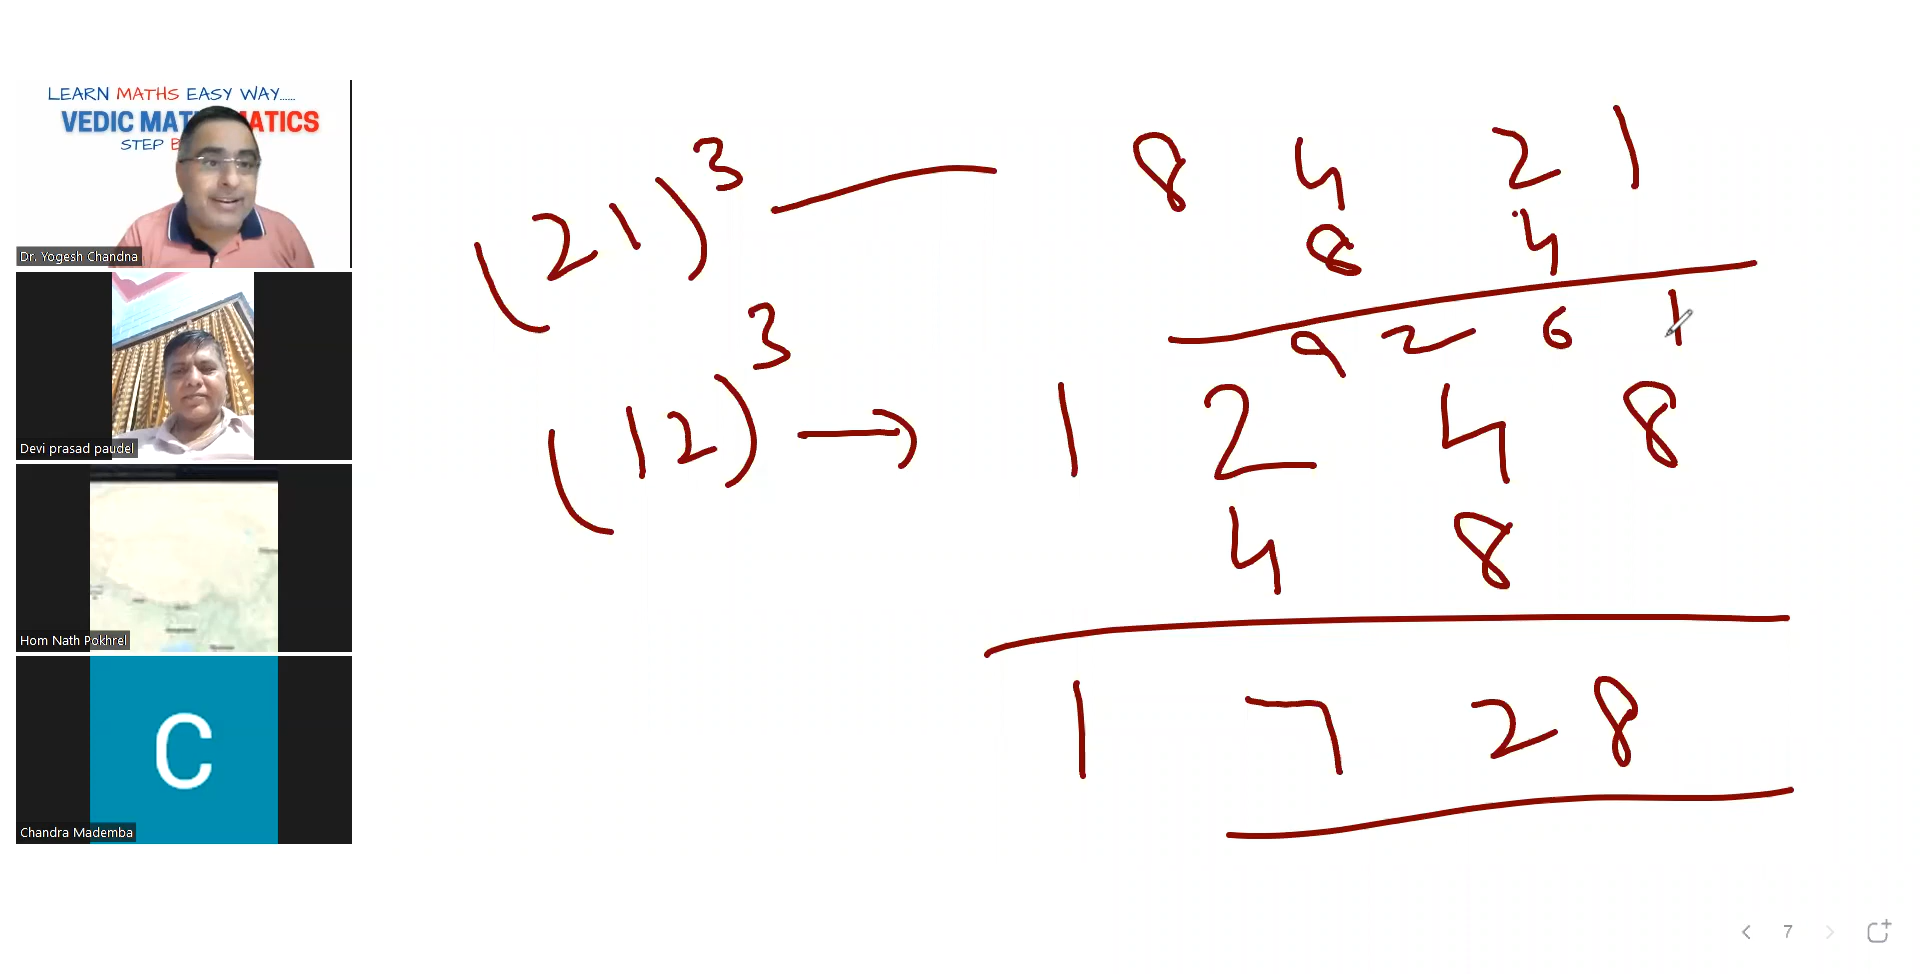 LEARN MATHS EASY WAY......
VEDIC MAT ATICS
STEP B
Dr. Yogesh Chandna
Devi prasad paudel
Hom Nath Pokhrel
C
Chandra Mademba
(21)³ — 8 4 2 1
8 4
9 2 6 1
(12)³ → 1 2 4 8
4 8
1 7 2 8
7